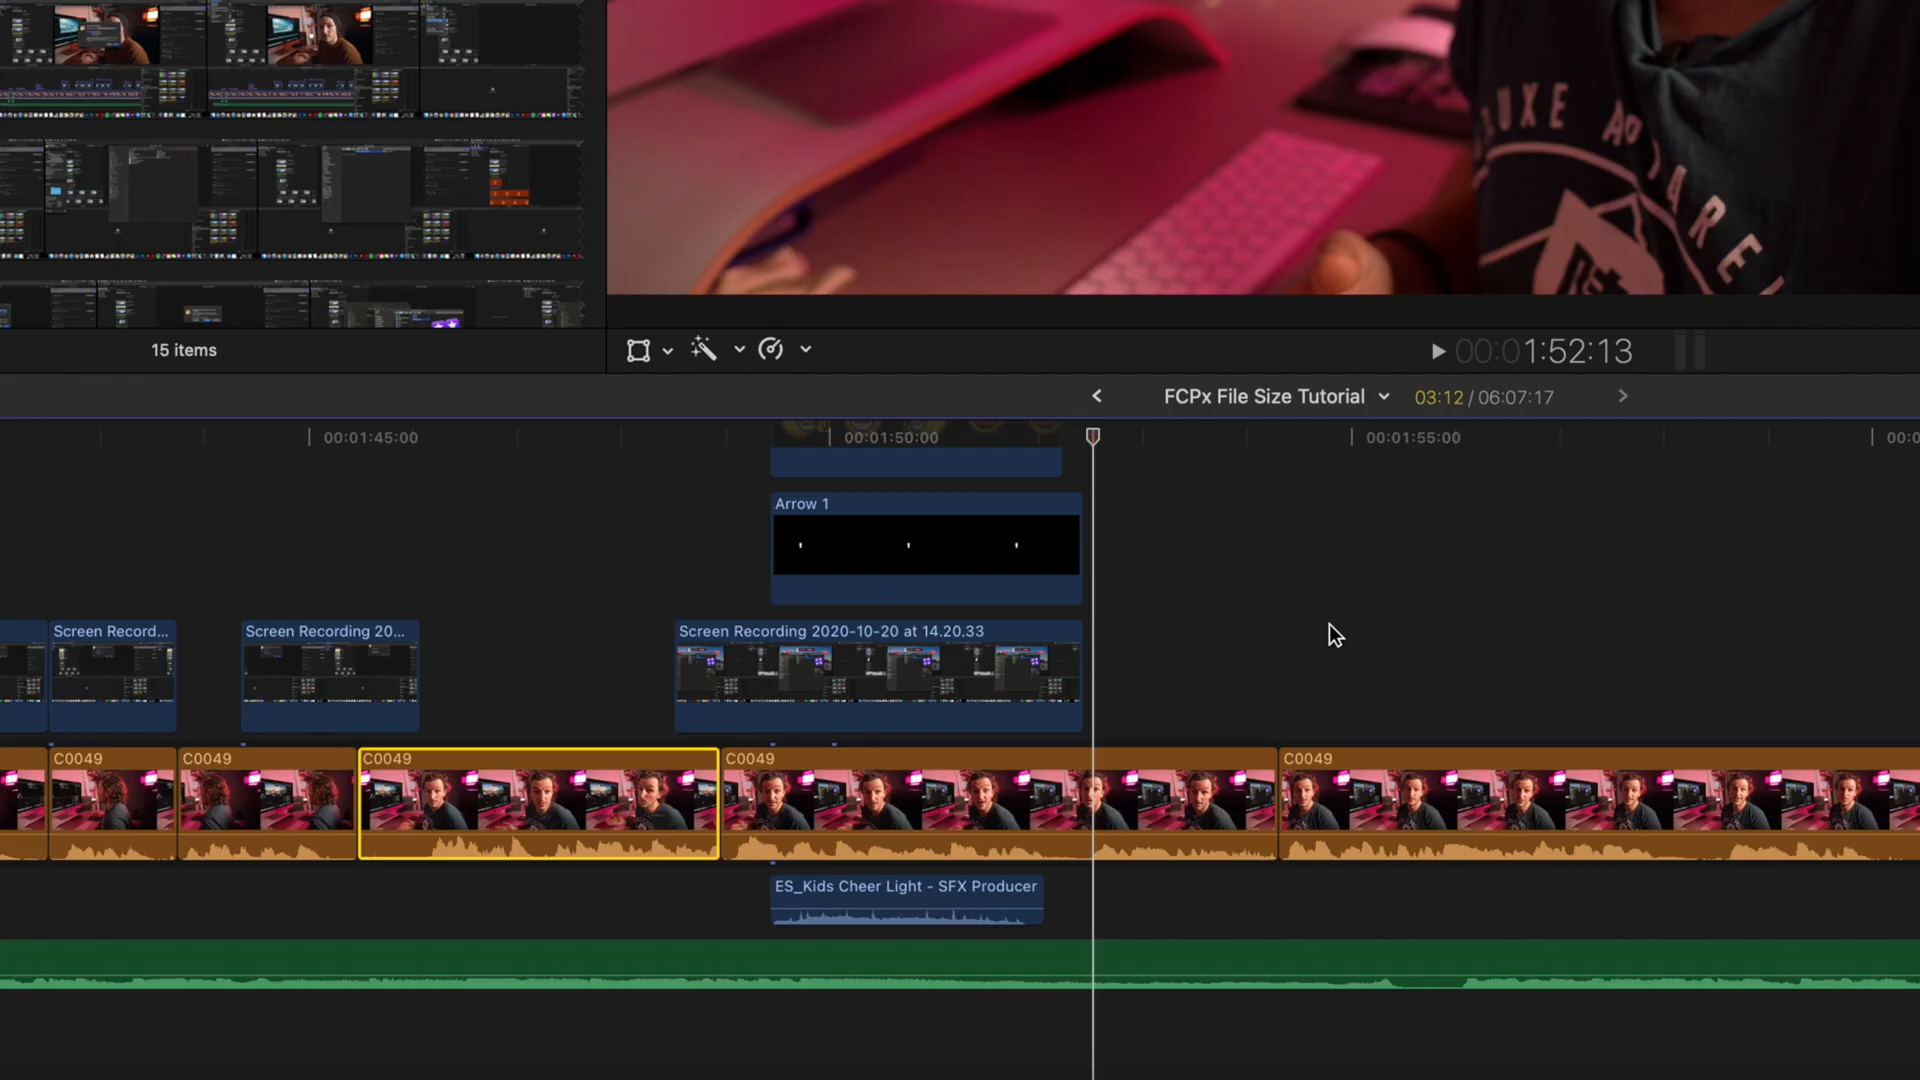 15 items
00:01:52:13
FCPx File Size Tutorial
03:12 / 06:07:17
00:01:45:00
00:01:50:00
00:01:55:00
Arrow 1
Screen Record...
Screen Recording 20...
Screen Recording 2020-10-20 at 14.20.33
C0049
C0049
C0049
C0049
C0049
ES_Kids Cheer Light - SFX Producer